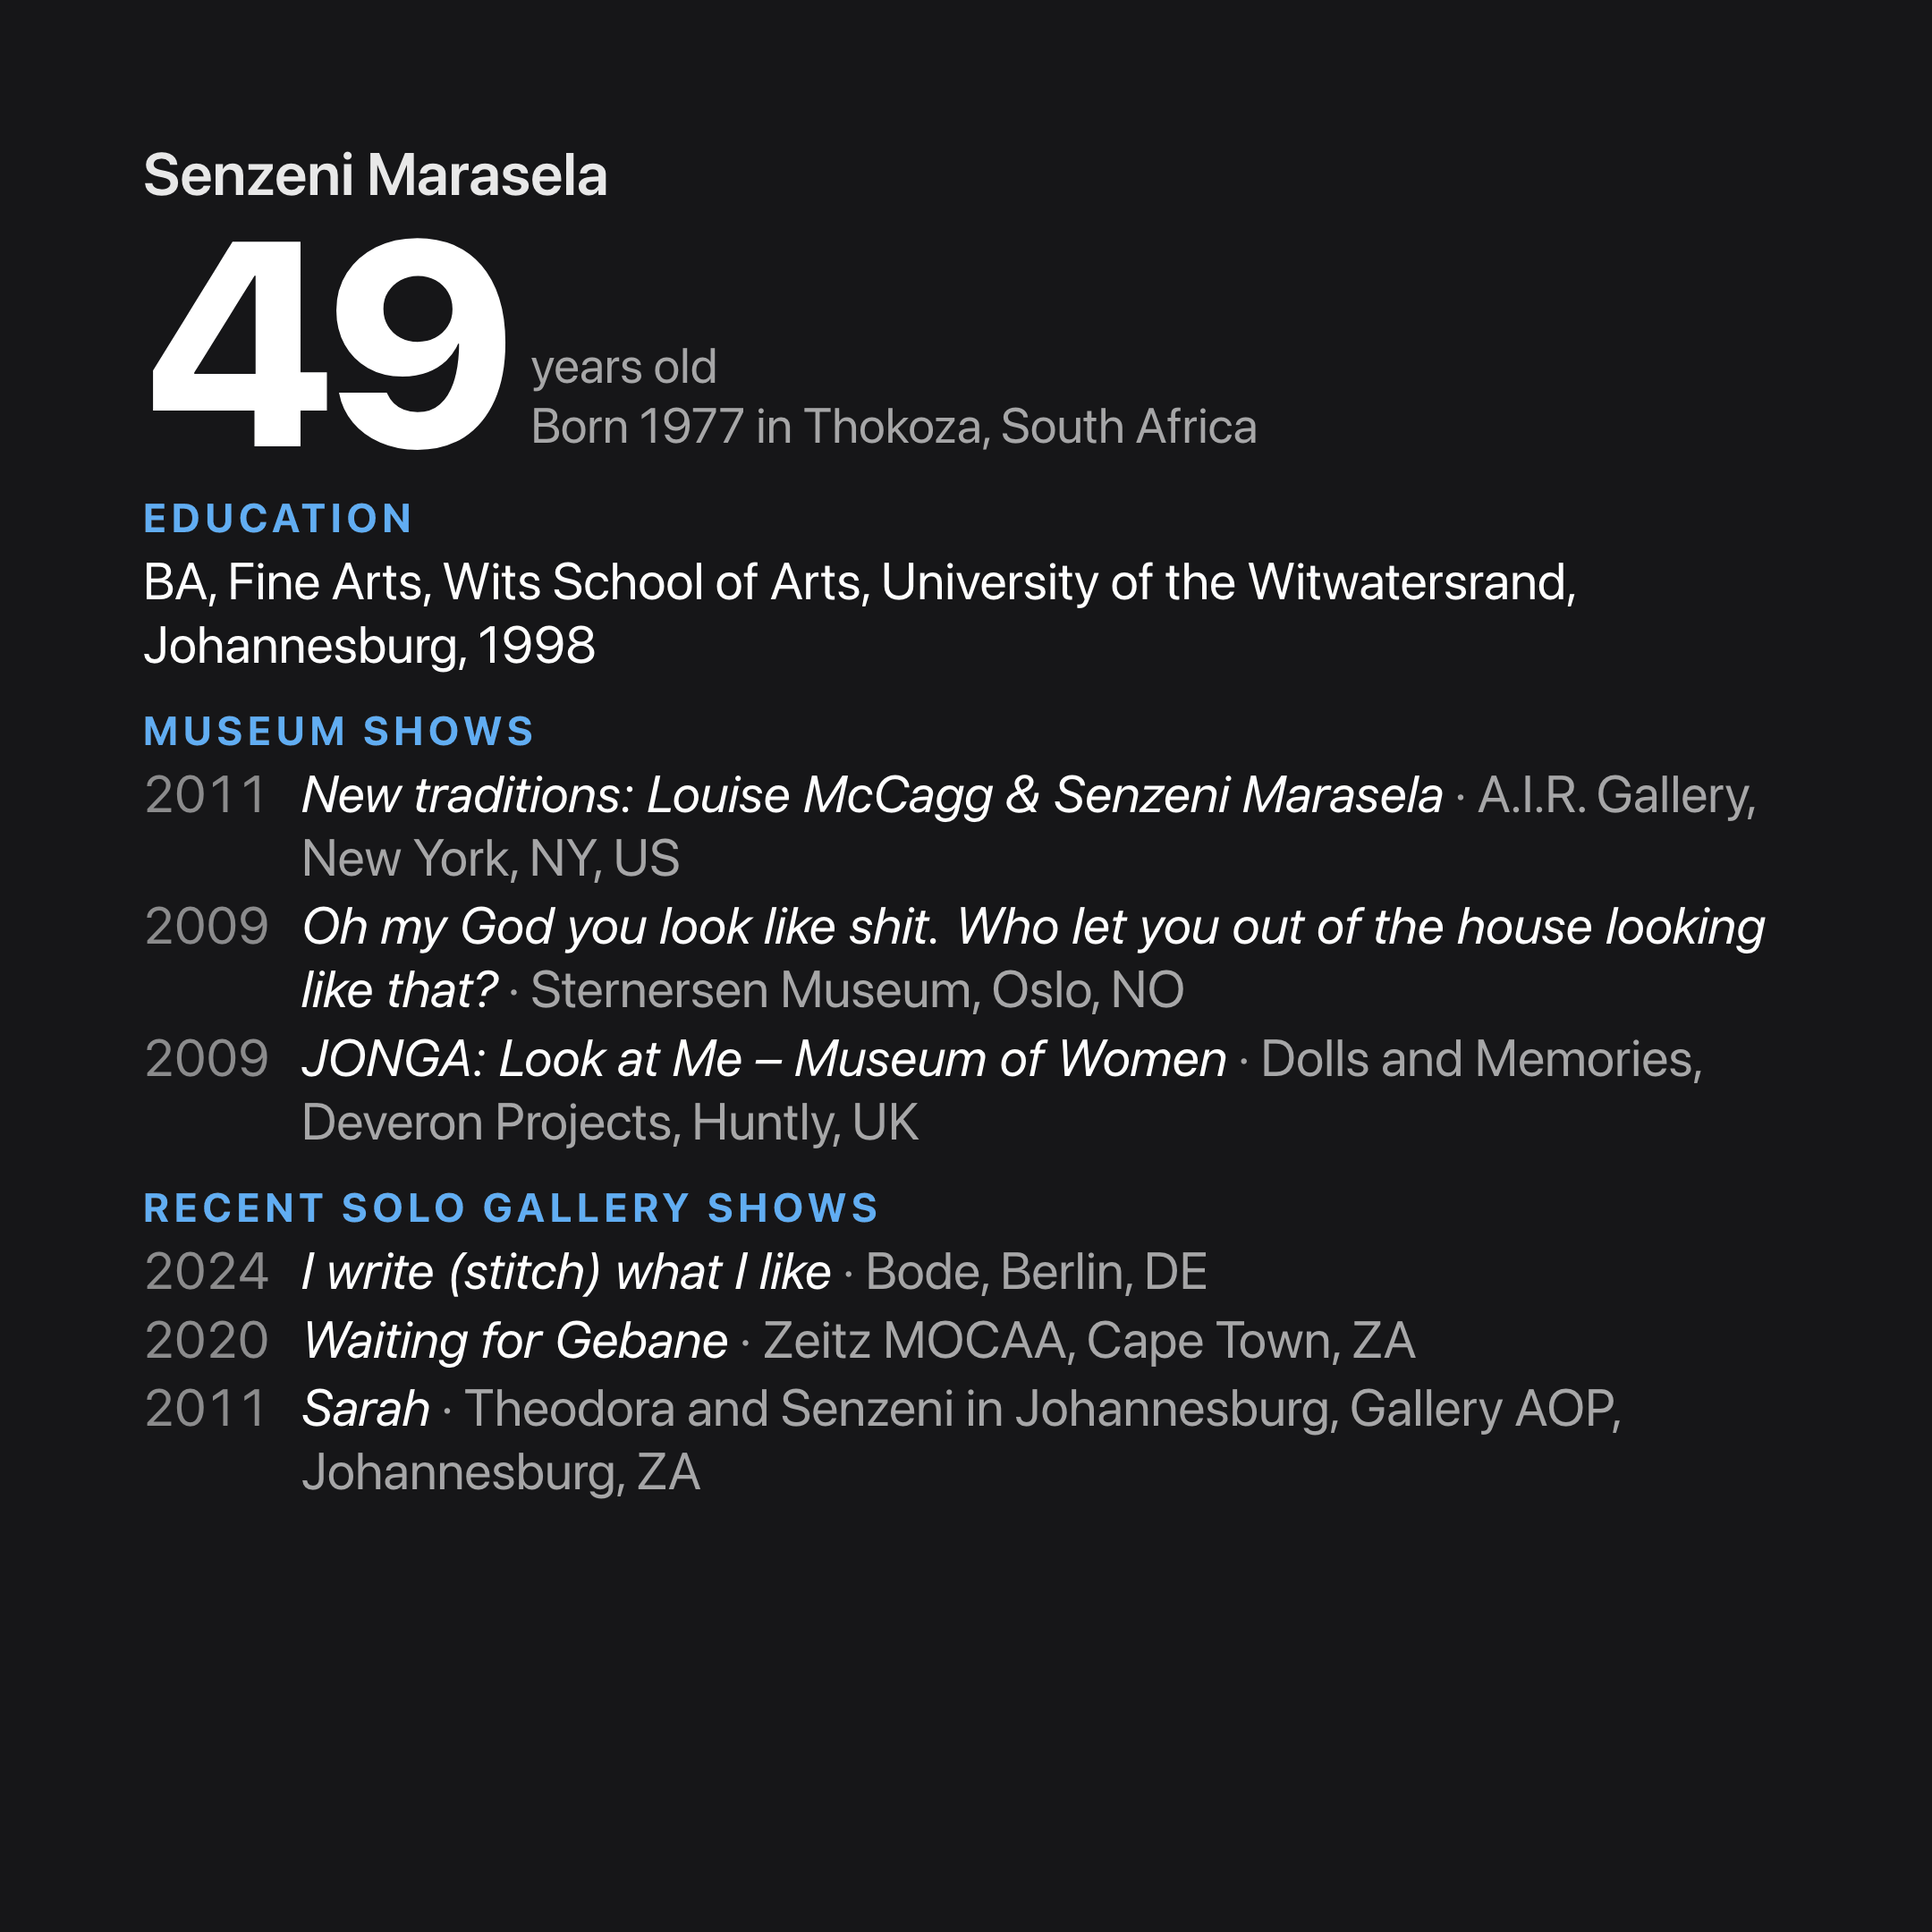 Senzeni Marasela
49 years old
Born 1977 in Thokoza, South Africa
EDUCATION
BA, Fine Arts, Wits School of Arts, University of the Witwatersrand,
Johannesburg, 1998
MUSEUM SHOWS
2011 New traditions: Louise McCagg & Senzeni Marasela · A.I.R. Gallery,
New York, NY, US
2009 Oh my God you look like shit. Who let you out of the house looking
like that? · Sternersen Museum, Oslo, NO
2009 JONGA: Look at Me – Museum of Women · Dolls and Memories,
Deveron Projects, Huntly, UK
RECENT SOLO GALLERY SHOWS
2024 I write (stitch) what I like · Bode, Berlin, DE
2020 Waiting for Gebane · Zeitz MOCAA, Cape Town, ZA
2011 Sarah · Theodora and Senzeni in Johannesburg, Gallery AOP,
Johannesburg, ZA